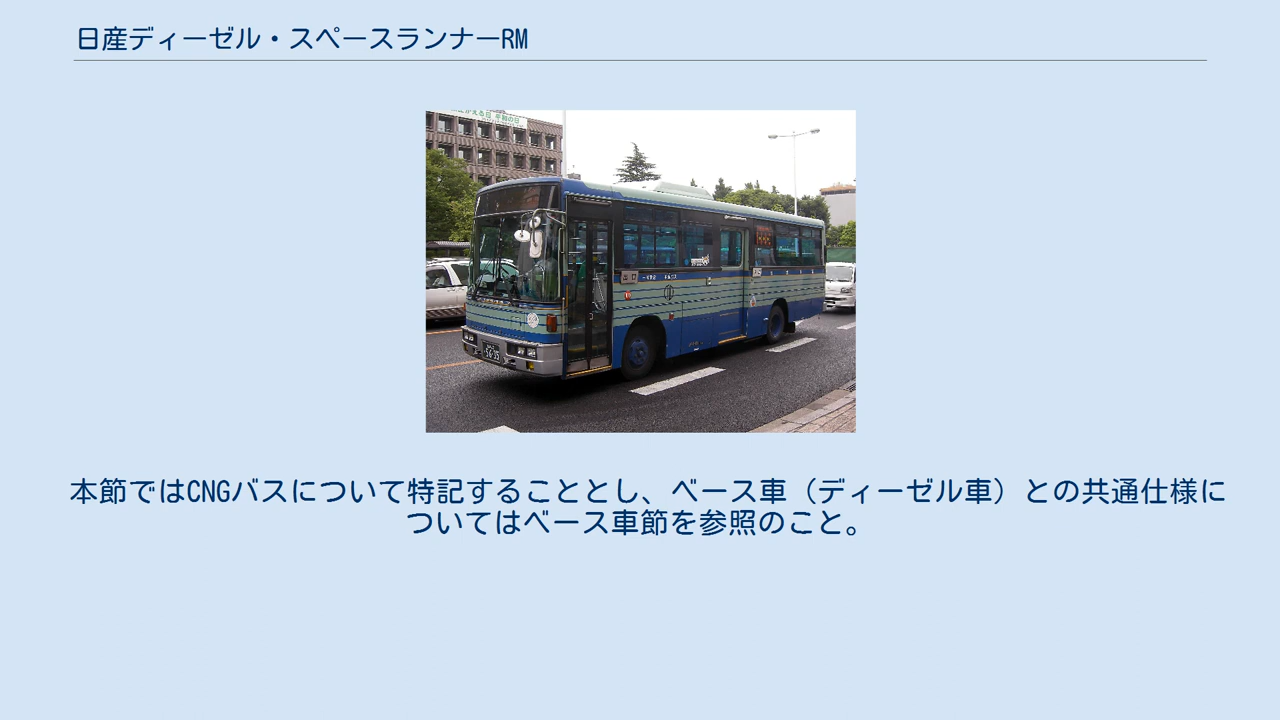 日産ディーゼル・スペースランナーRM
本節ではCNGバスについて特記することとし、ベース車（ディーゼル車）との共通仕様に
ついてはベース車節を参照のこと。